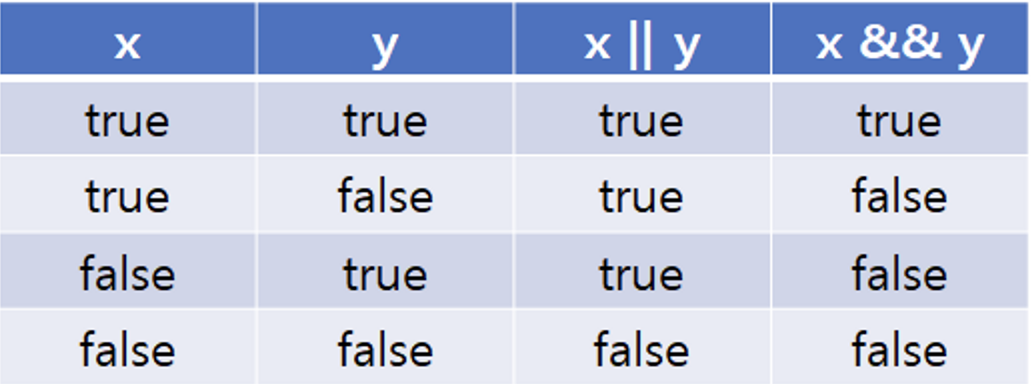 x y x || y x && y
true true true true
true false true false
false true true false
false false false false